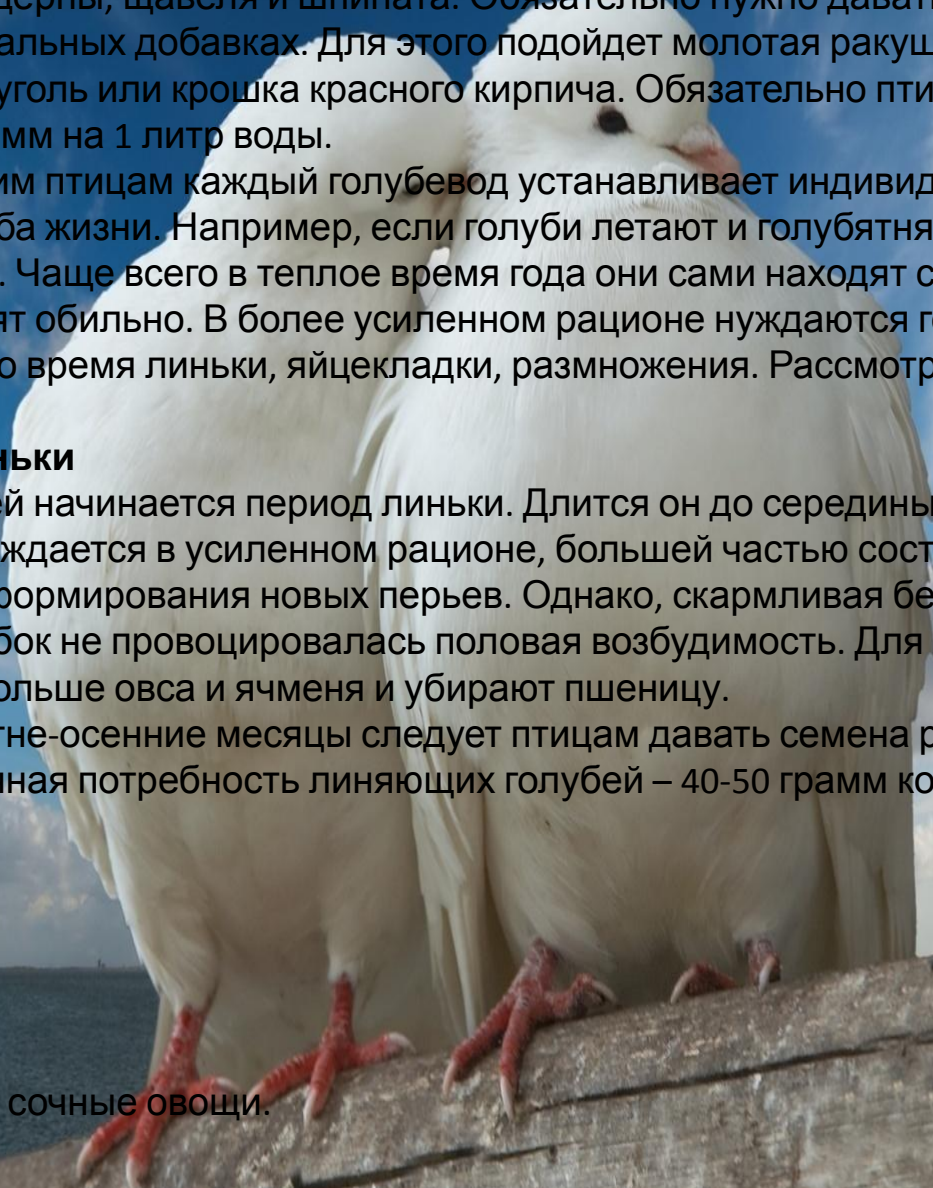 дерны, щавеля и шпината. Обязательно нужно дават
альных добавках. Для этого подойдет молотая ракуш
уголь или крошка красного кирпича. Обязательно пти
мм на 1 литр воды.
им птицам каждый голубевод устанавливает индивид
ба жизни. Например, если голуби летают и голубятня
. Чаще всего в теплое время года они сами находят с
ят обильно. В более усиленном рационе нуждаются г
о время линьки, яйцекладки, размножения. Рассмотр
ньки
ей начинается период линьки. Длится он до середины
ждается в усиленном рационе, большей частью сост
формирования новых перьев. Однако, скармливая бе
бок не провоцировалась половая возбудимость. Для
ольше овса и ячменя и убирают пшеницу.
тне-осенние месяцы следует птицам давать семена р
ная потребность линяющих голубей – 40-50 грамм ко
сочные овощи.